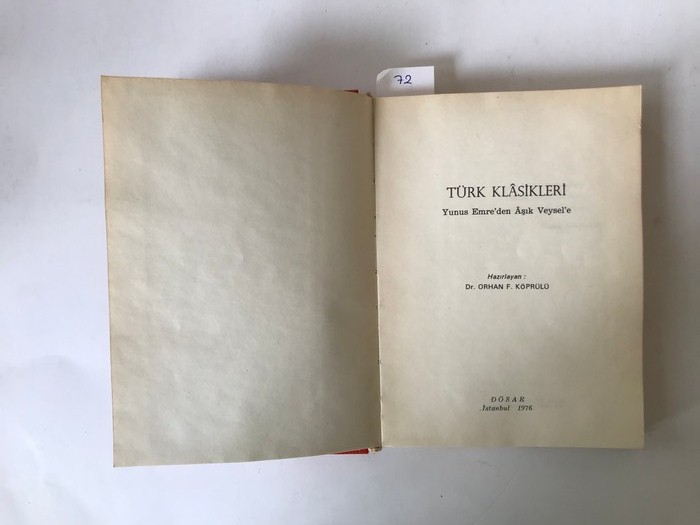 72
TÜRK KLÂSİKLERİ
Yunus Emre'den Âşık Veysel'e
Hazırlayan :
Dr. ORHAN F. KÖPRÜLÜ
DÖSAR
İstanbul 1976